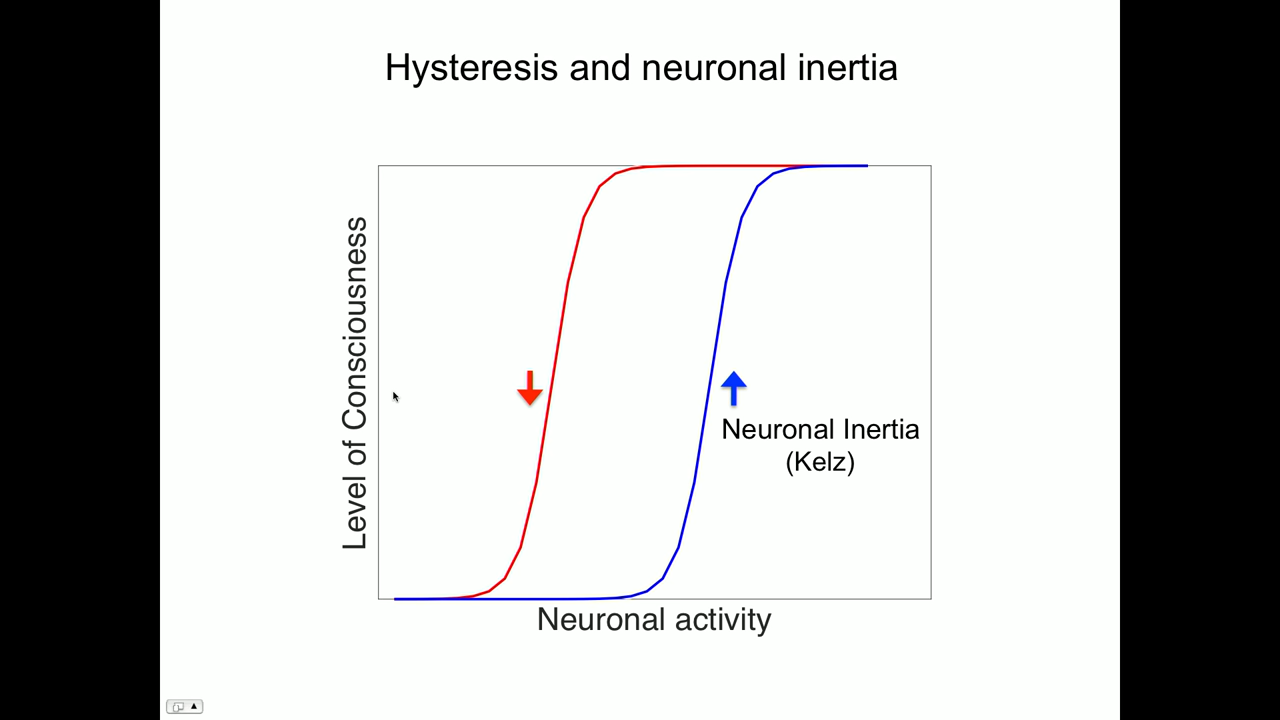 Hysteresis and neuronal inertia
Level of Consciousness
Neuronal Inertia
(Kelz)
Neuronal activity